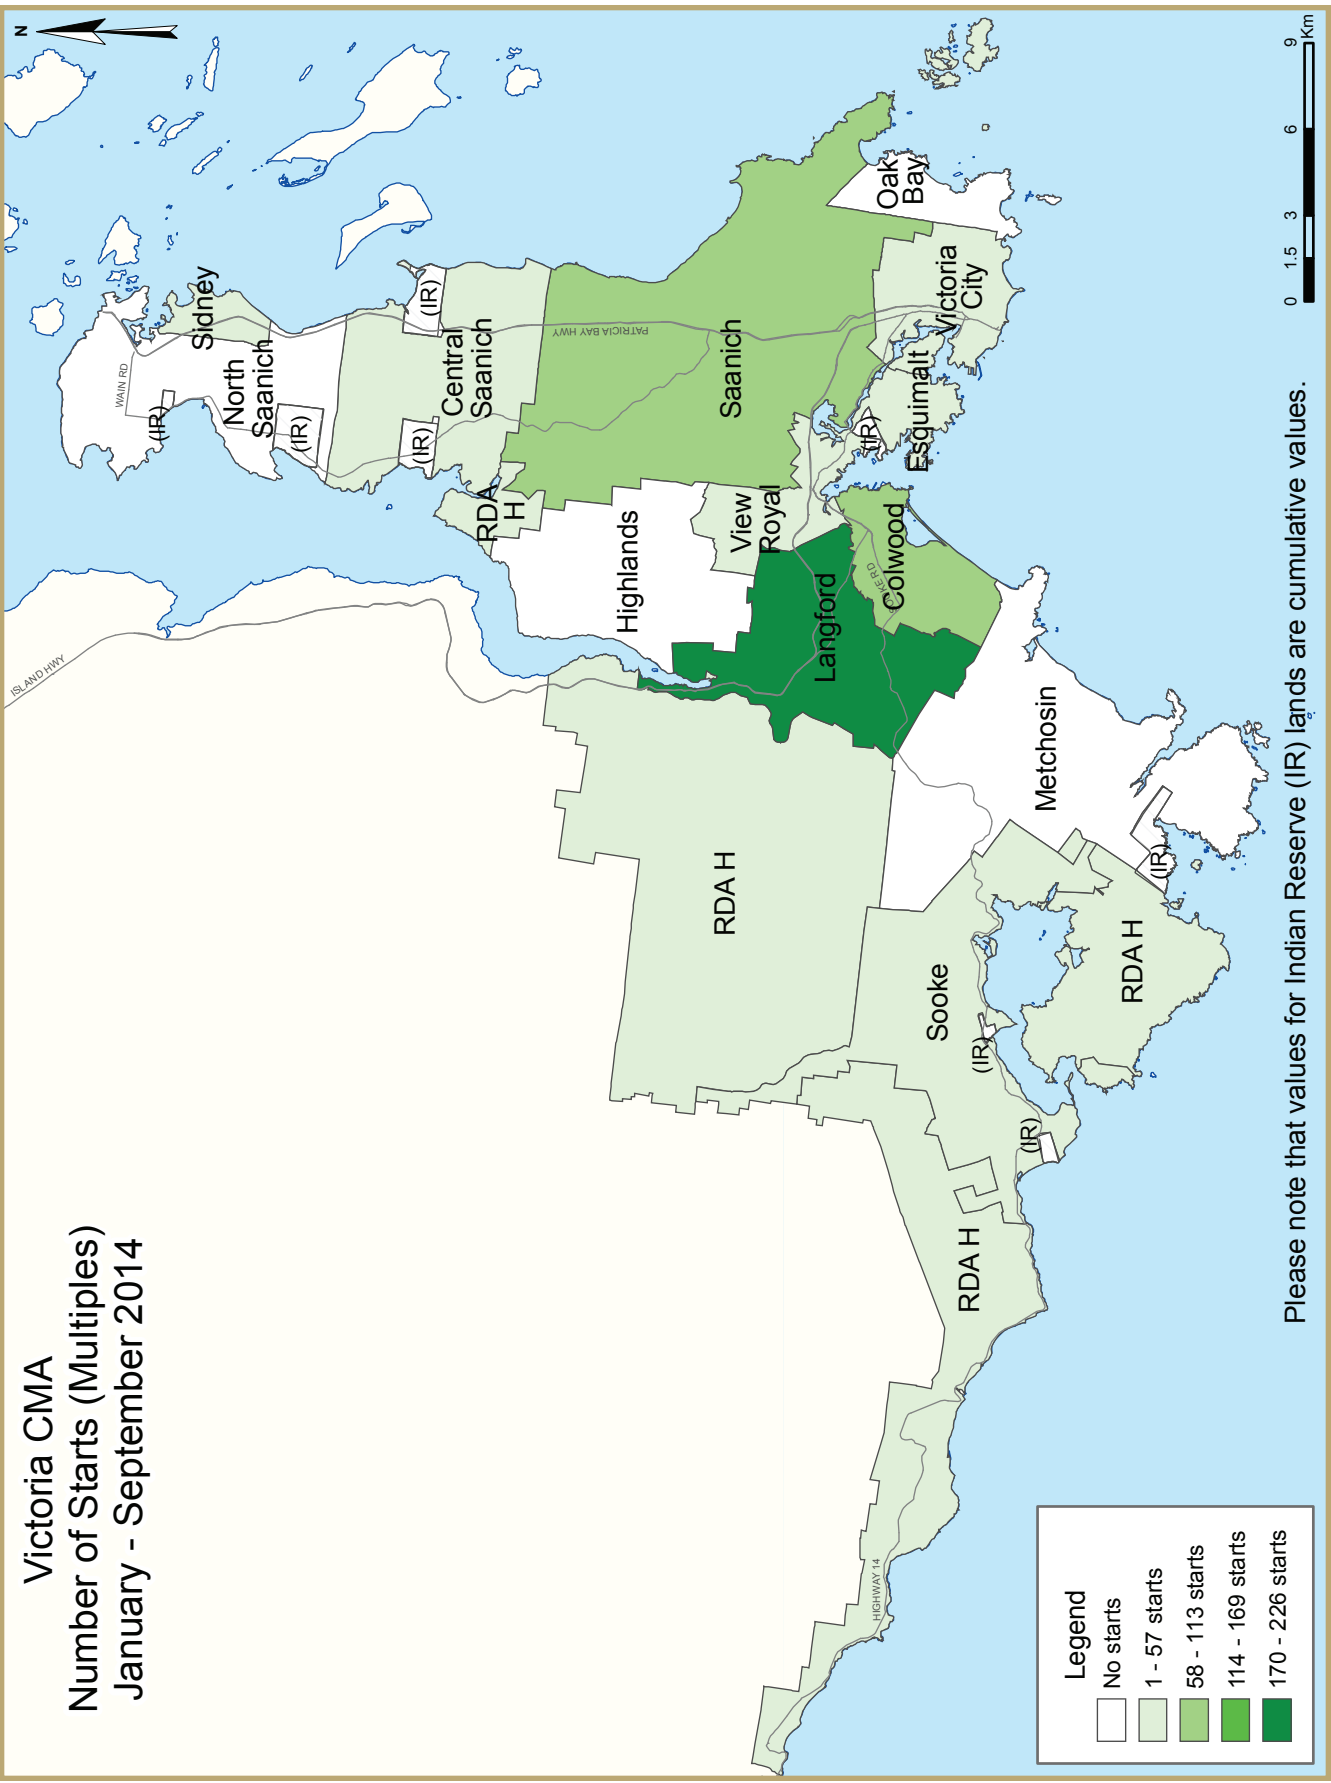 Victoria CMA
Number of Starts (Multiples)
January - September 2014
N
ISLAND HWY
WAIN RD
(IR)
North
Saanich
Sidney
(IR)
(IR)
Central
Saanich
(IR)
PATRICIA BAY HWY
RDA
H
Highlands
Saanich
View
Royal
Oak
Bay
Victoria
City
Esquimalt
(IR)
Langford
Colwood
SOOKE RD
RDA H
Metchosin
(IR)
Sooke
(IR)
RDA H
(IR)
RDA H
HIGHWAY 14
Legend
No starts
1 - 57 starts
58 - 113 starts
114 - 169 starts
170 - 226 starts
0 1.5 3 6 9
Km
Please note that values for Indian Reserve (IR) lands are cumulative values.